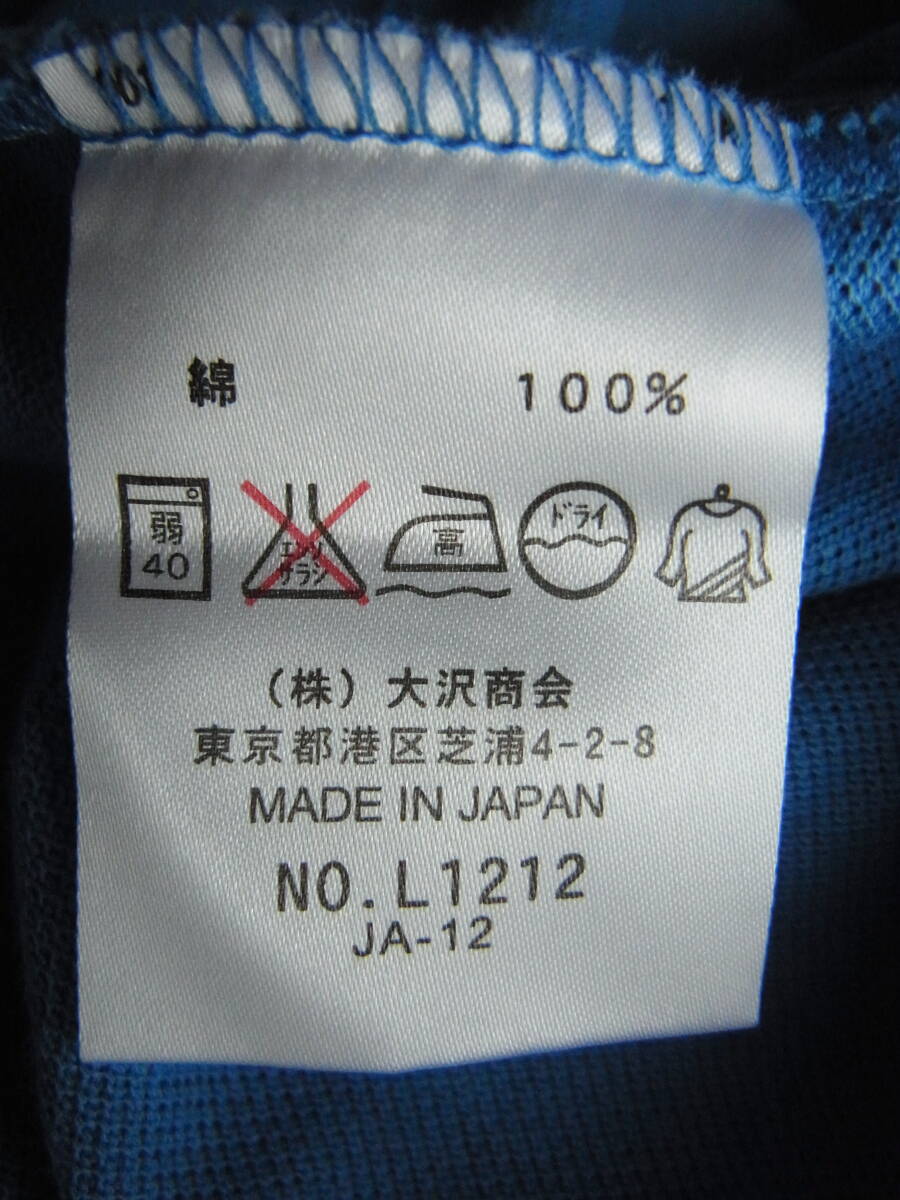 綿 100%
弱 エンソ 高 ドライ
40 サラシ
(株) 大沢商会
東京都港区芝浦4-2-8
MADE IN JAPAN
NO.L1212
JA-12